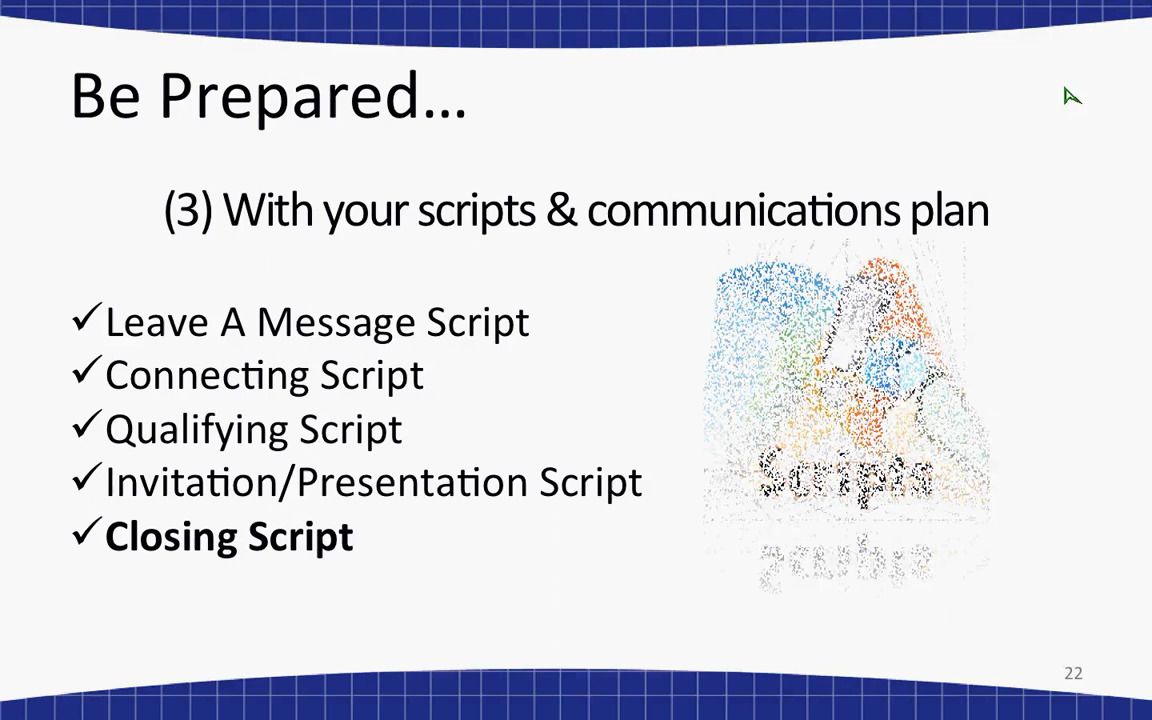 Be Prepared...
(3) With your scripts & communications plan
✓Leave A Message Script
✓Connecting Script
✓Qualifying Script
✓Invitation/Presentation Script
✓Closing Script
Scripts
22